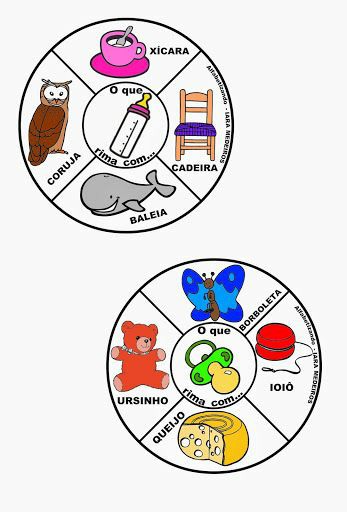 XÍCARA
O que
rima com...
CORUJA
CADEIRA
BALEIA
Alfabetizando - IARA MEDEIROS
BORBOLETA
O que
rima com...
URSINHO
IOIÔ
QUEIJO
Alfabetizando - IARA MEDEIROS